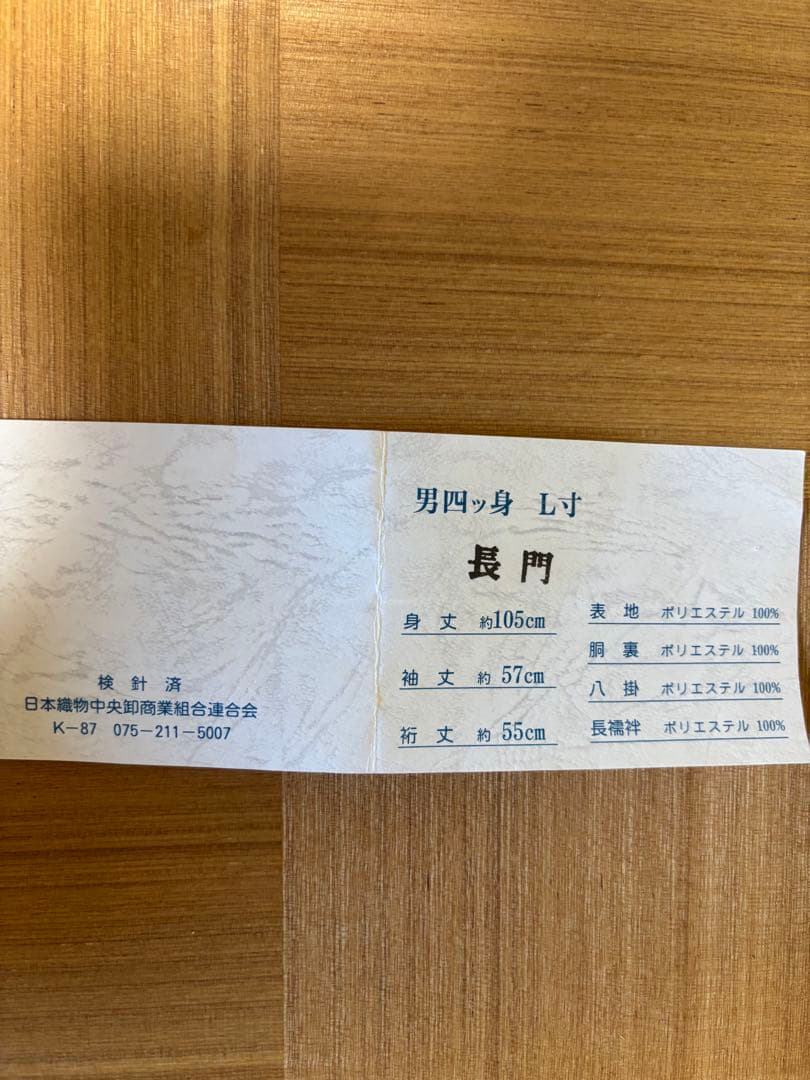 検針済
日本織物中央卸商業組合連合会
K-87 075-211-5007
男四ッ身 L寸
長門
身丈 約105cm
袖丈 約57cm
裄丈 約55cm
表地 ポリエステル 100%
胴裏 ポリエステル 100%
八掛 ポリエステル 100%
長襦袢 ポリエステル 100%